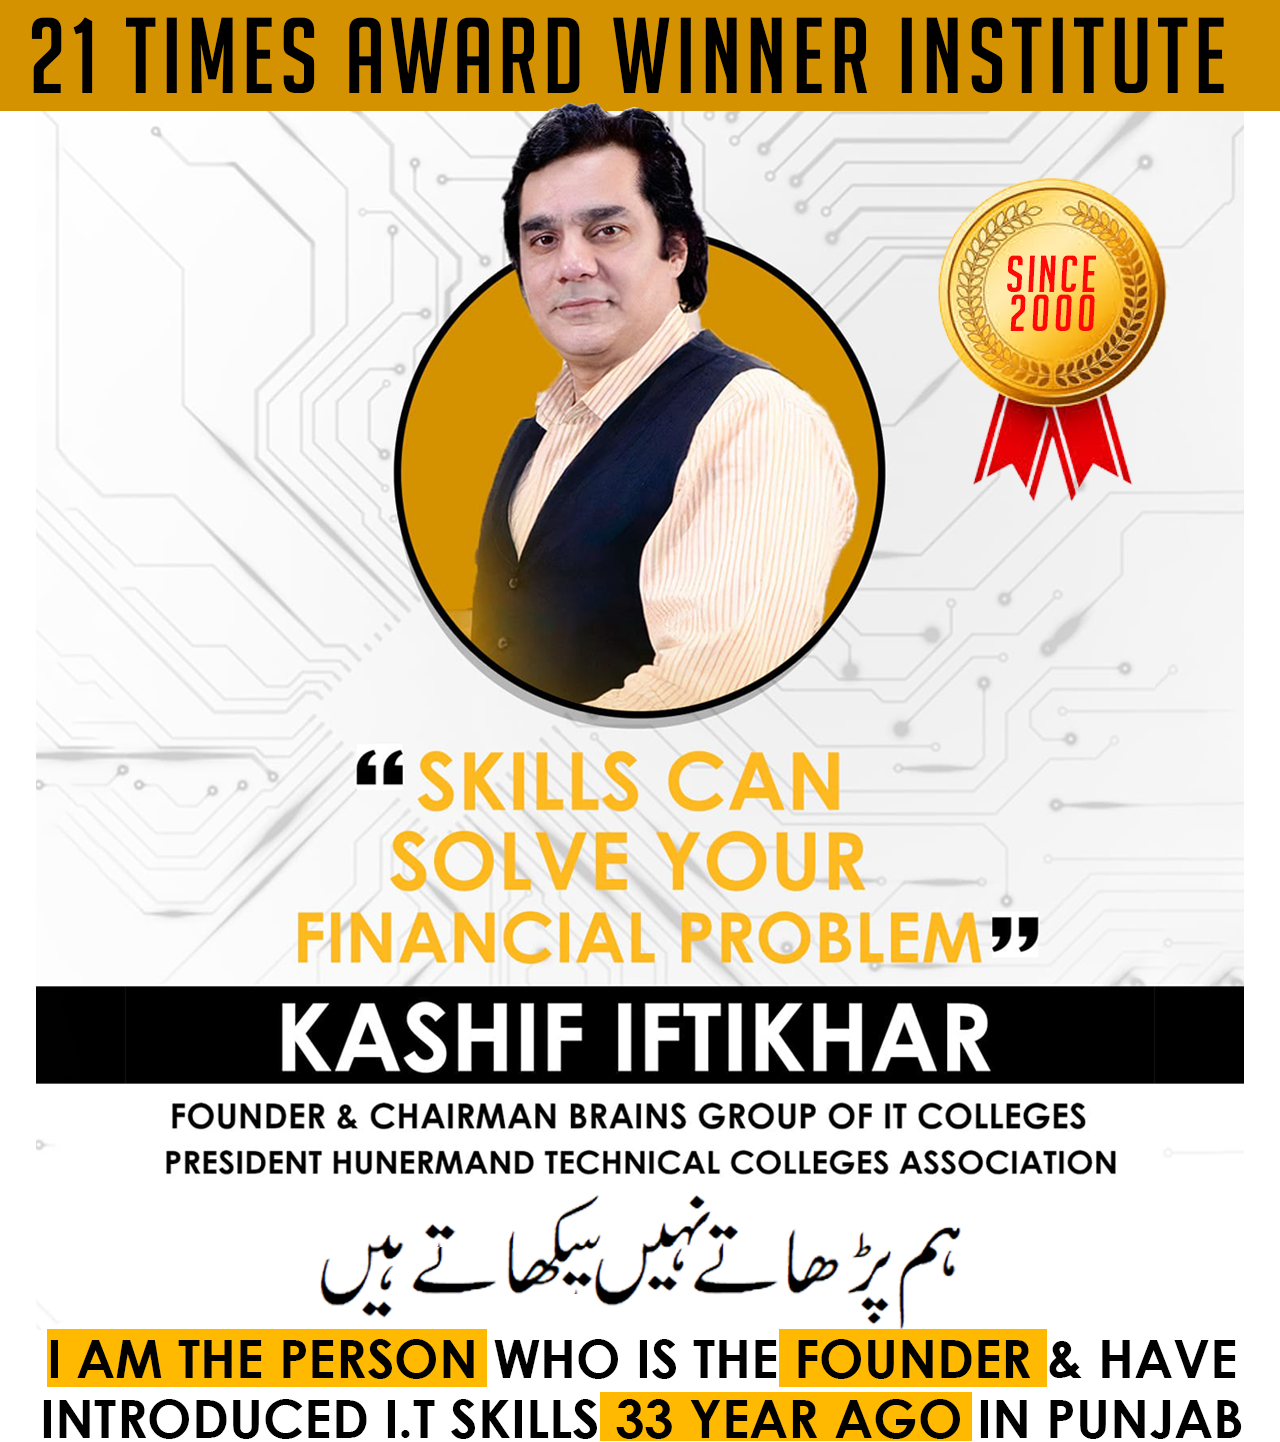 21 TIMES AWARD WINNER INSTITUTE
SINCE
2000
“SKILLS CAN
SOLVE YOUR
FINANCIAL PROBLEM”
KASHIF IFTIKHAR
FOUNDER & CHAIRMAN BRAINS GROUP OF IT COLLEGES
PRESIDENT HUNERMAND TECHNICAL COLLEGES ASSOCIATION
ہم پڑھاتے نہیں سیکھاتے ہیں
I AM THE PERSON WHO IS THE FOUNDER & HAVE
INTRODUCED I.T SKILLS 33 YEAR AGO IN PUNJAB